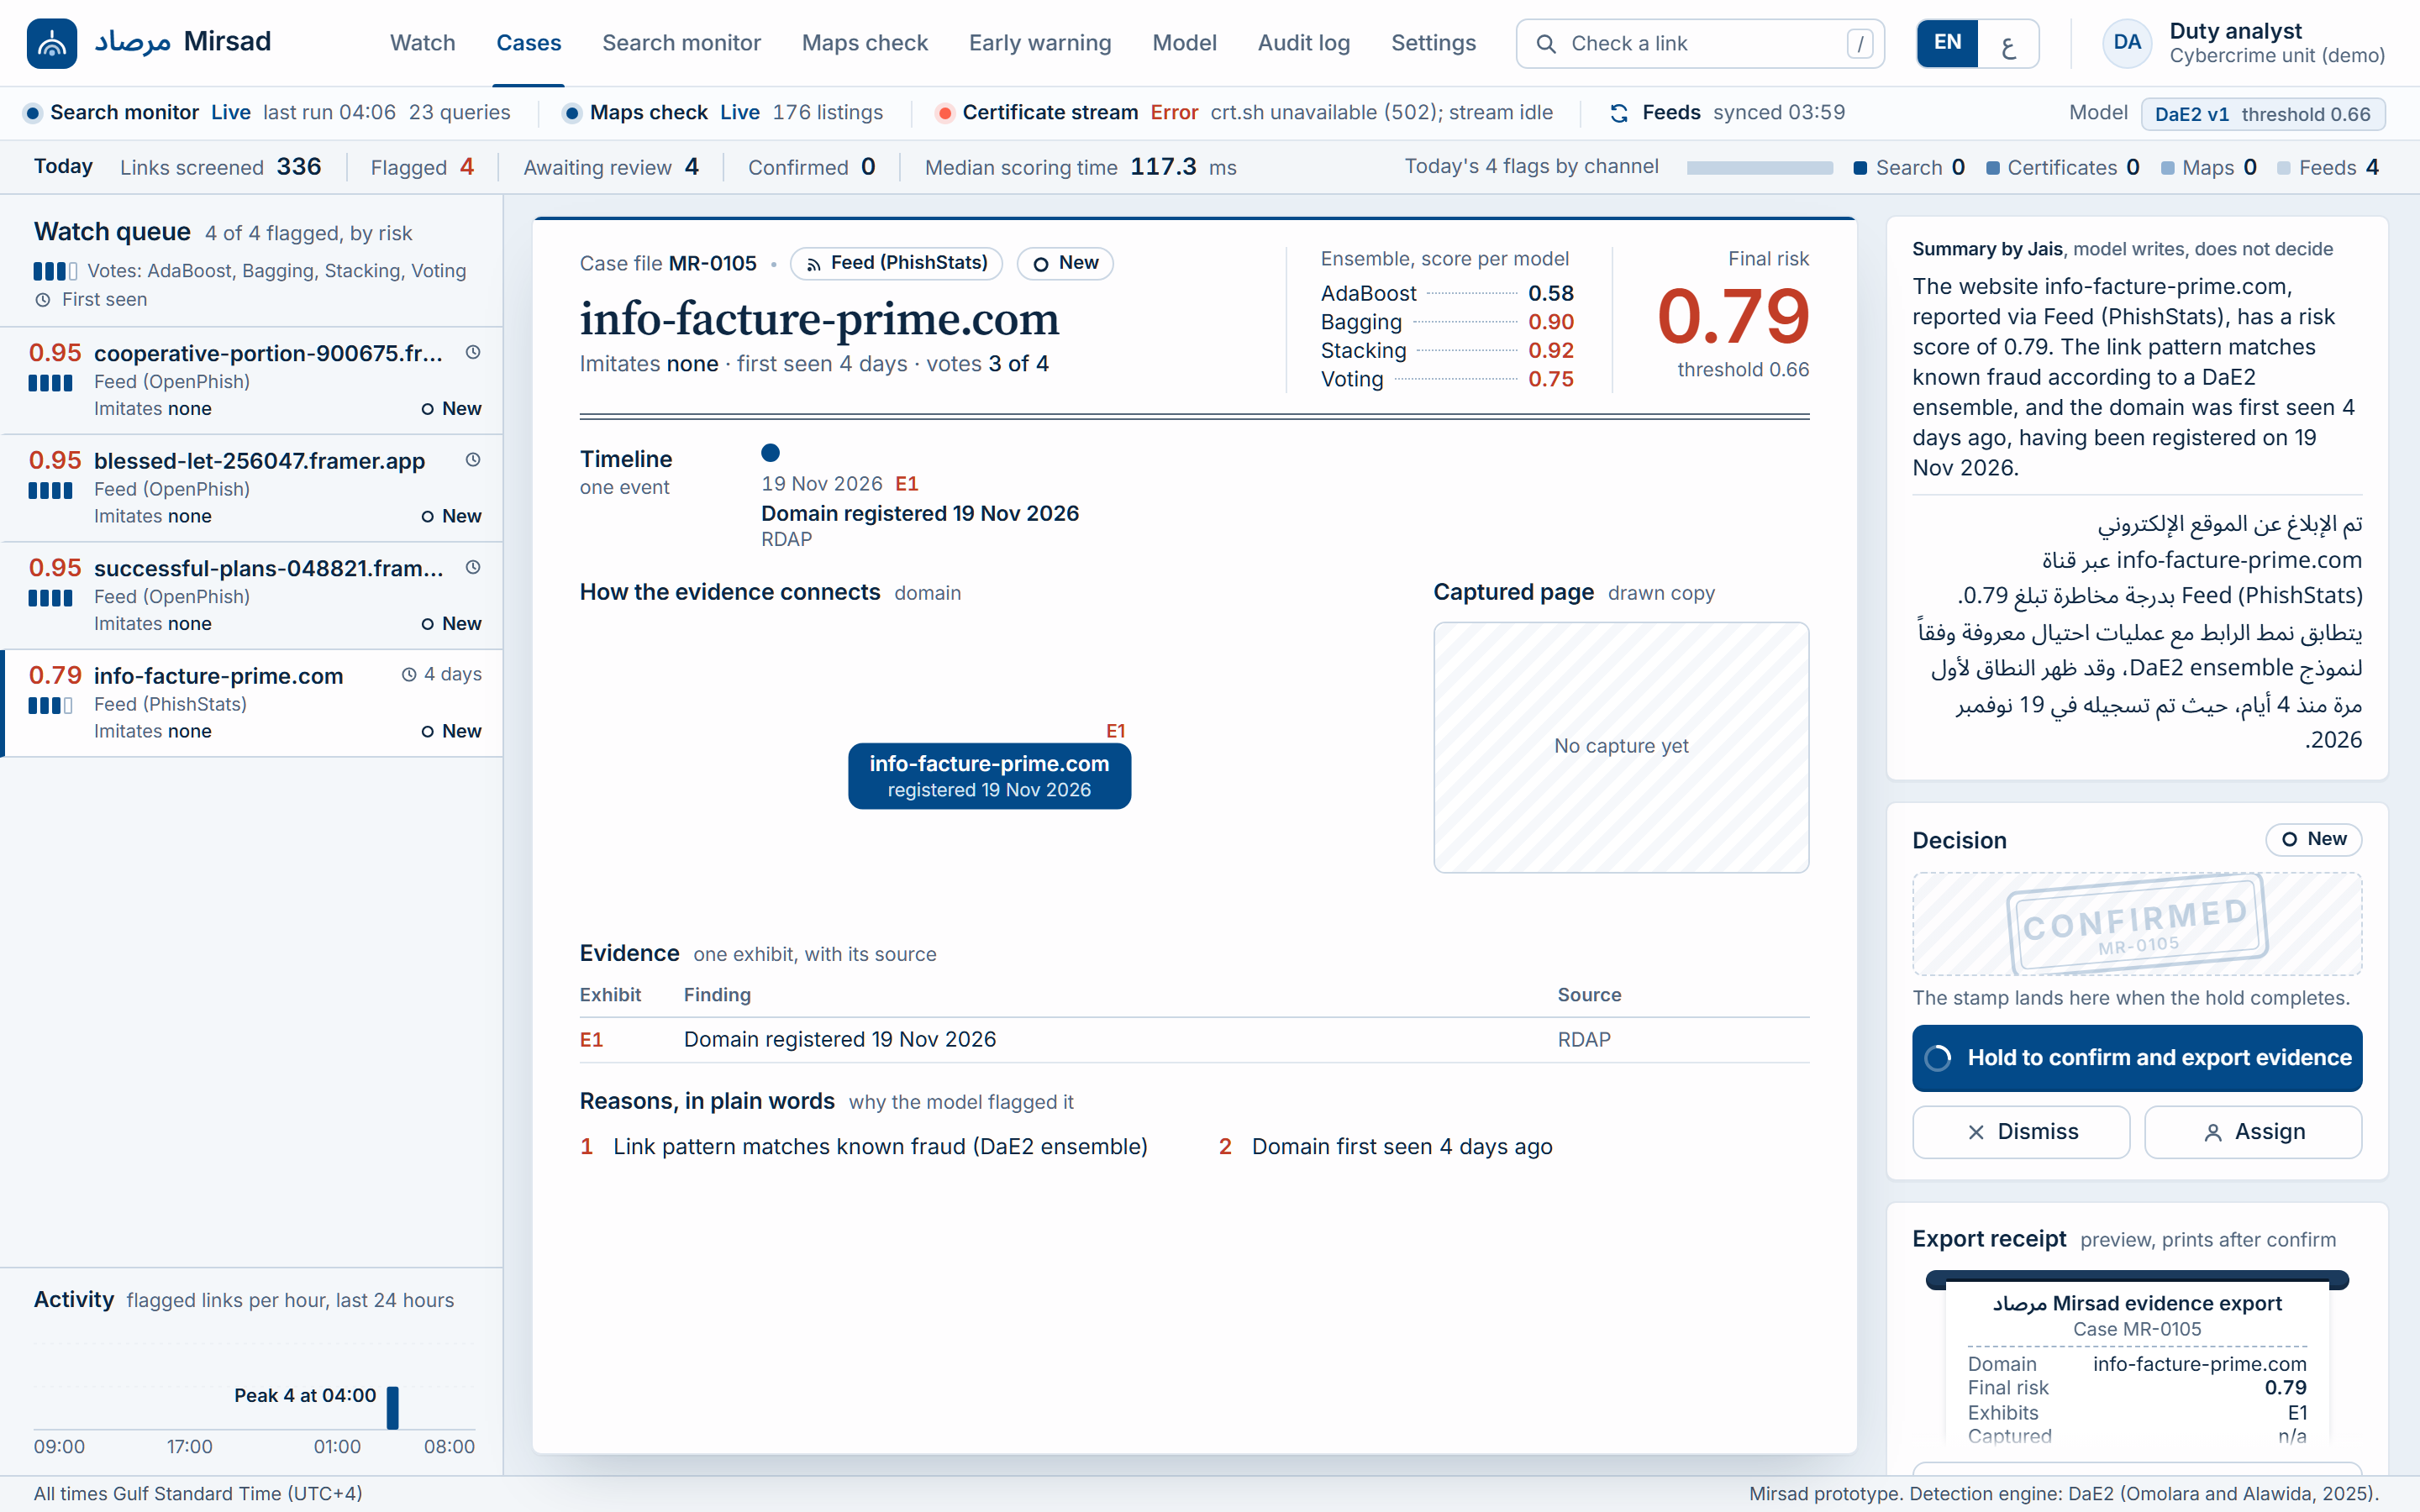 مرصاد Mirsad
Watch Cases Search monitor Maps check Early warning Model Audit log Settings
Check a link /
EN ع
DA Duty analyst
Cybercrime unit (demo)
Search monitor Live last run 04:06 23 queries
Maps check Live 176 listings
Certificate stream Error crt.sh unavailable (502); stream idle
Feeds synced 03:59
Model DaE2 v1 threshold 0.66
Today Links screened 336 Flagged 4 Awaiting review 4 Confirmed 0 Median scoring time 117.3 ms
Today's 4 flags by channel Search 0 Certificates 0 Maps 0 Feeds 4
Watch queue 4 of 4 flagged, by risk
Votes: AdaBoost, Bagging, Stacking, Voting
First seen
0.95 cooperative-portion-900675.fr...
Feed (OpenPhish)
Imitates none New
0.95 blessed-let-256047.framer.app
Feed (OpenPhish)
Imitates none New
0.95 successful-plans-048821.fram...
Feed (OpenPhish)
Imitates none New
0.79 info-facture-prime.com 4 days
Feed (PhishStats)
Imitates none New
Activity flagged links per hour, last 24 hours
Peak 4 at 04:00
09:00 17:00 01:00 08:00
Case file MR-0105 • Feed (PhishStats) New
info-facture-prime.com
Imitates none · first seen 4 days · votes 3 of 4
Ensemble, score per model
AdaBoost 0.58
Bagging 0.90
Stacking 0.92
Voting 0.75
Final risk
0.79
threshold 0.66
Timeline
one event
19 Nov 2026 E1
Domain registered 19 Nov 2026
RDAP
How the evidence connects domain
E1
info-facture-prime.com
registered 19 Nov 2026
Captured page drawn copy
No capture yet
Evidence one exhibit, with its source
Exhibit Finding Source
E1 Domain registered 19 Nov 2026 RDAP
Reasons, in plain words why the model flagged it
1 Link pattern matches known fraud (DaE2 ensemble)
2 Domain first seen 4 days ago
Summary by Jais, model writes, does not decide
The website info-facture-prime.com,
reported via Feed (PhishStats), has a risk
score of 0.79. The link pattern matches
known fraud according to a DaE2
ensemble, and the domain was first seen 4
days ago, having been registered on 19
Nov 2026.
تم الإبلاغ عن الموقع الإلكتروني
info-facture-prime.com عبر قناة
Feed (PhishStats) بدرجة مخاطرة تبلغ 0.79.
يتطابق نمط الرابط مع عمليات احتيال معروفة وفقاً
لنموذج DaE2 ensemble، وقد ظهر النطاق لأول
مرة منذ 4 أيام، حيث تم تسجيله في 19 نوفمبر
2026.
Decision New
CONFIRMED
MR-0105
The stamp lands here when the hold completes.
Hold to confirm and export evidence
Dismiss Assign
Export receipt preview, prints after confirm
مرصاد Mirsad evidence export
Case MR-0105
Domain info-facture-prime.com
Final risk 0.79
Exhibits E1
Captured n/a
All times Gulf Standard Time (UTC+4)
Mirsad prototype. Detection engine: DaE2 (Omolara and Alawida, 2025).